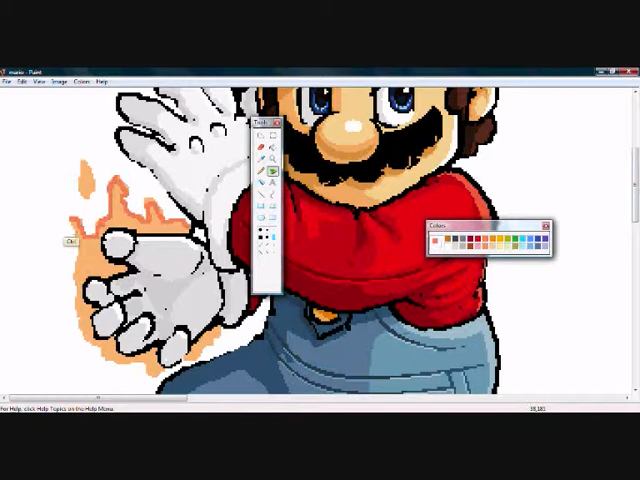 mario - Paint
File Edit View Image Colors Help
Tools
Colors
For Help, click Help Topics on the Help Menu.